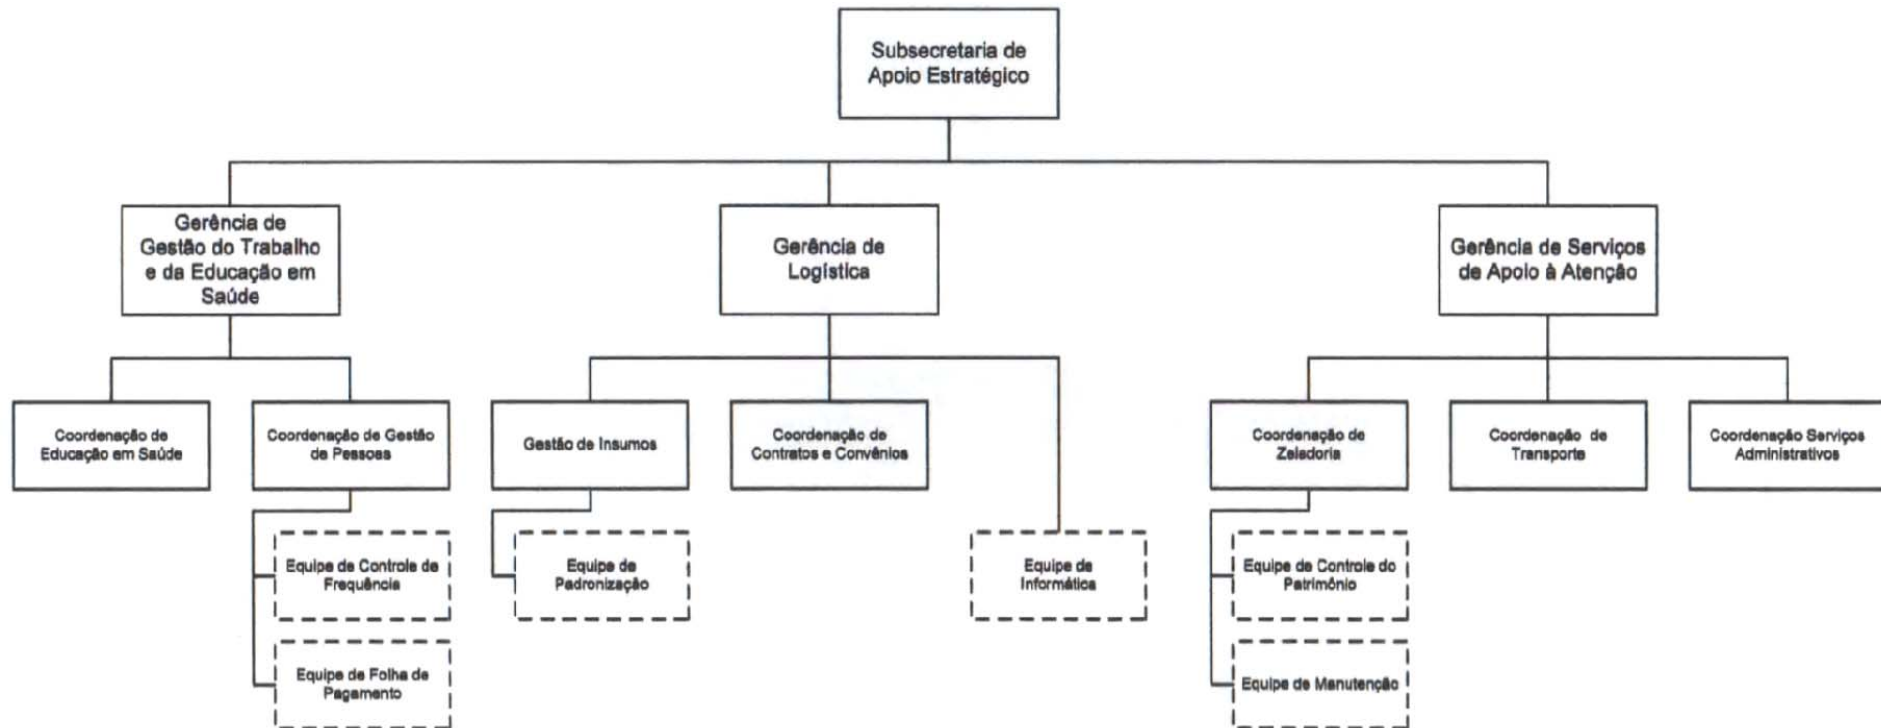 Subsecretaria de
Apoio Estratégico
Gerência de
Gestão do Trabalho
e da Educação em
Saúde
Gerência de
Logística
Gerência de Serviços
de Apoio à Atenção
Coordenação de
Educação em Saúde
Coordenação de Gestão
de Pessoas
Gestão de Insumos
Coordenação de
Contratos e Convênios
Coordenação de
Zeladoria
Coordenação de
Transporte
Coordenação Serviços
Administrativos
Equipe de Controle de
Frequência
Equipe de
Padronização
Equipe de
Informática
Equipe de Controle do
Patrimônio
Equipe de Folha de
Pagamento
Equipe de Manutenção